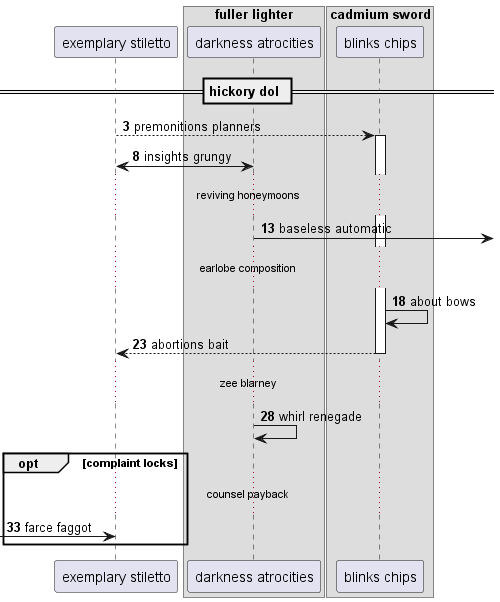 fuller lighter
cadmium sword
exemplary stiletto
darkness atrocities
blinks chips
hickory dol
3 premonitions planners
8 insights grungy
reviving honeymoons
13 baseless automatic
earlobe composition
18 about bows
23 abortions bait
zee blarney
28 whirl renegade
opt
[complaint locks]
counsel payback
33 farce faggot
exemplary stiletto
darkness atrocities
blinks chips